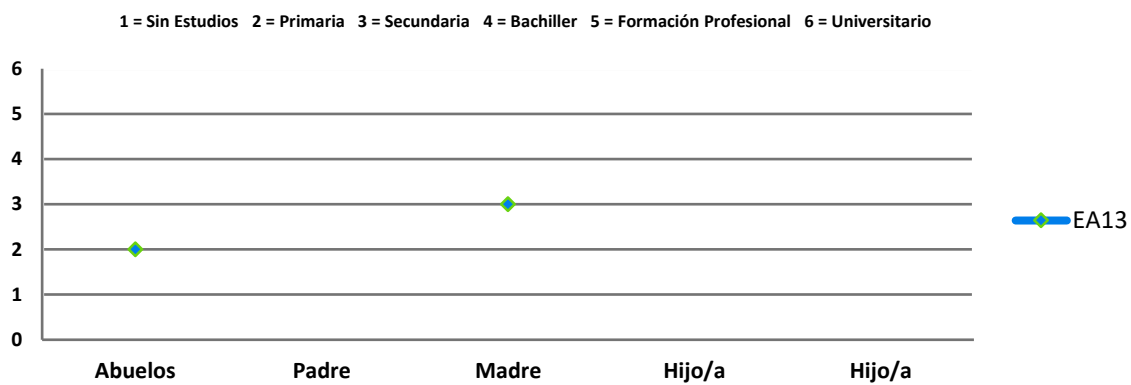 1 = Sin Estudios 2 = Primaria 3 = Secundaria 4 = Bachiller 5 = Formación Profesional 6 = Universitario
6
5
4
3
2
1
0
EA13
Abuelos Padre Madre Hijo/a Hijo/a